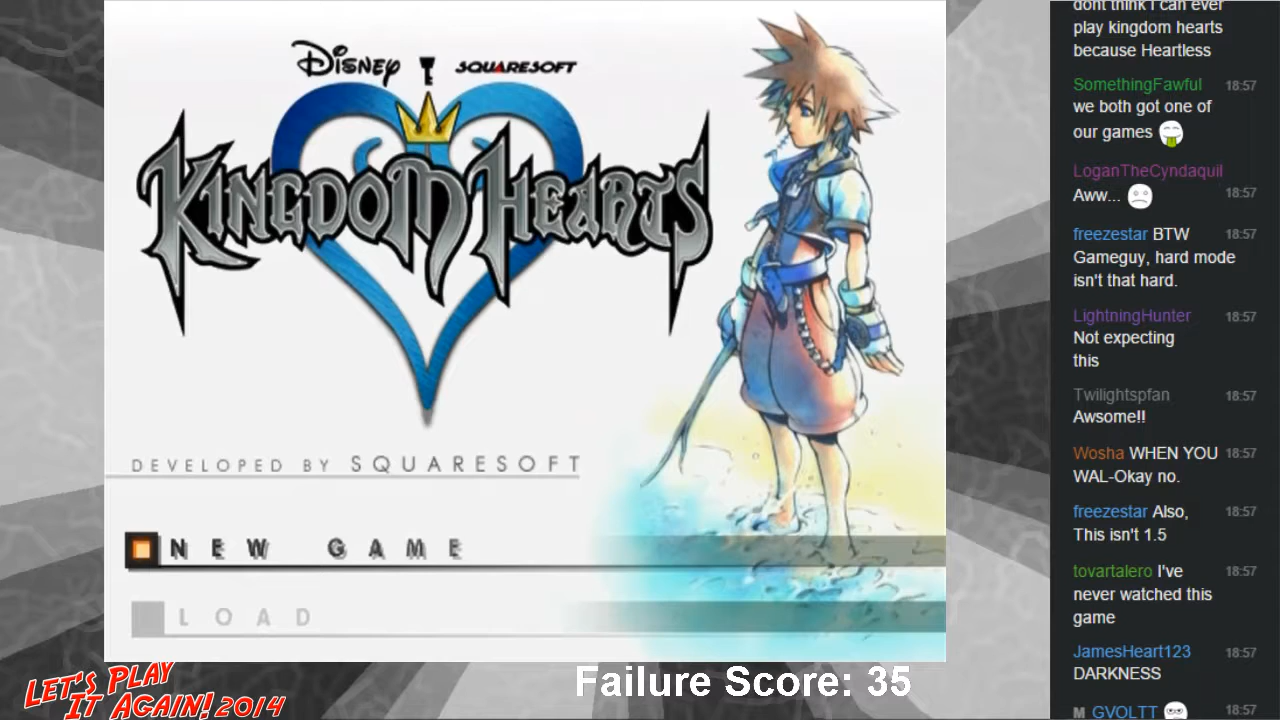 Disney SQUARESOFT
KINGDOM HEARTS
DEVELOPED BY SQUARESOFT
NEW GAME
LOAD
LET'S PLAY
IT AGAIN! 2014
Failure Score: 35
dont think I can ever
play kingdom hearts
because Heartless
SomethingFawful 18:57
we both got one of
our games
LoganTheCyndaquil
Aww... 18:57
freezestar BTW 18:57
Gameguy, hard mode
isn't that hard.
LightningHunter 18:57
Not expecting
this
Twilightspfan 18:57
Awsome!!
Wosha WHEN YOU 18:57
WAL-Okay no.
freezestar Also, 18:57
This isn't 1.5
tovartalero I've 18:57
never watched this
game
JamesHeart123 18:57
DARKNESS
M GVOLTT 18:57